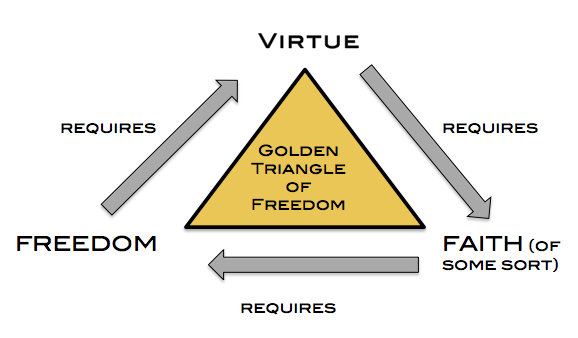 VIRTUE
REQUIRES
REQUIRES
GOLDEN
TRIANGLE
OF
FREEDOM
FREEDOM
FAITH (OF
SOME SORT)
REQUIRES